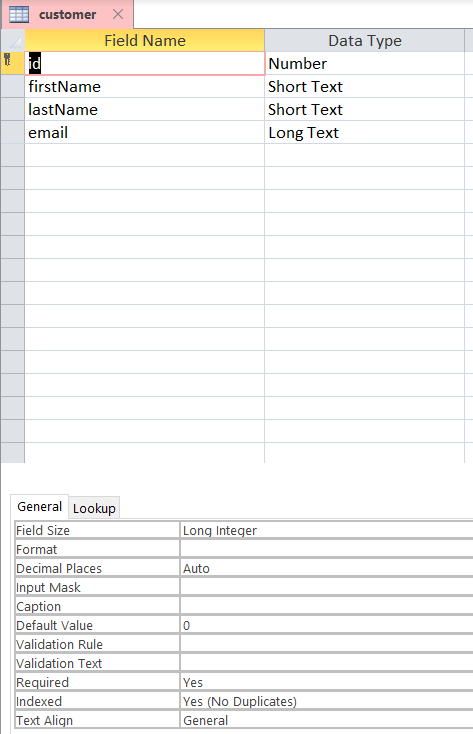 customer
Field Name Data Type
id Number
firstName Short Text
lastName Short Text
email Long Text
General Lookup
Field Size Long Integer
Format
Decimal Places Auto
Input Mask
Caption
Default Value 0
Validation Rule
Validation Text
Required Yes
Indexed Yes (No Duplicates)
Text Align General